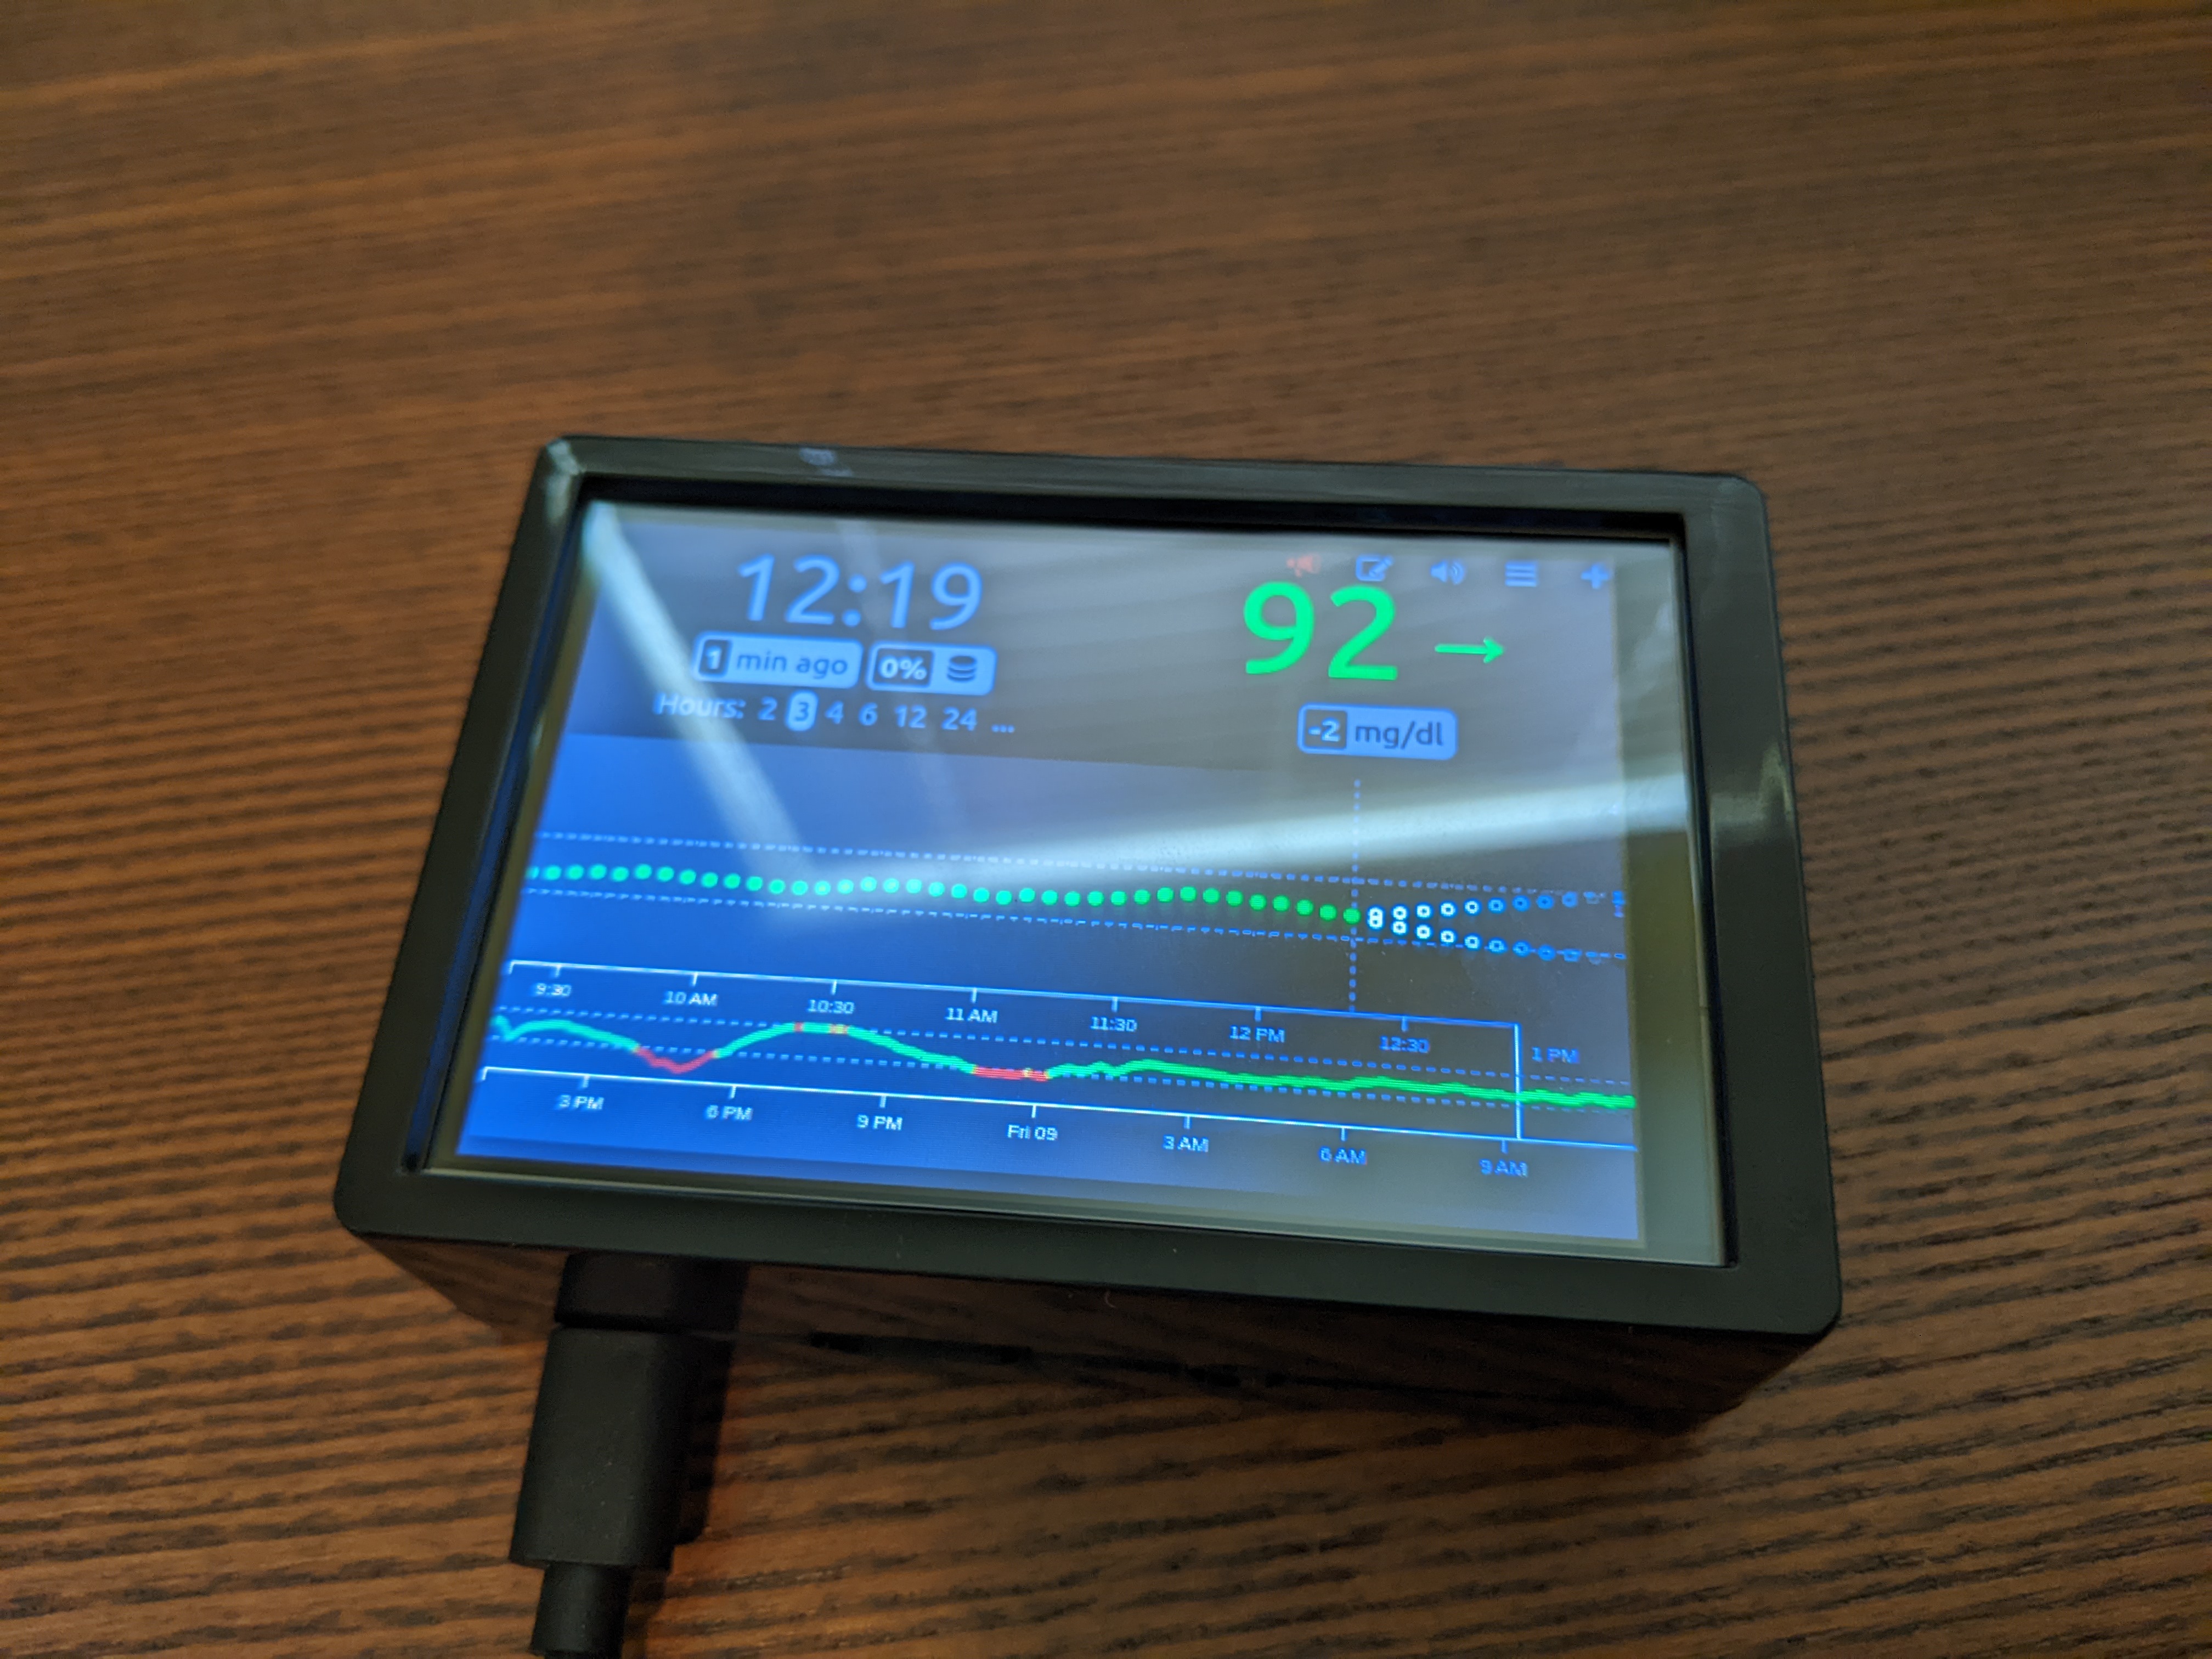 12:19
92 →
1 min ago 0%
Hours: 2 3 4 6 12 24 ...
-2 mg/dl
9:30 10 AM 10:30 11 AM 11:30 12 PM 12:30 1 PM
3 PM 6 PM 9 PM Fri 09 3 AM 6 AM 9 AM